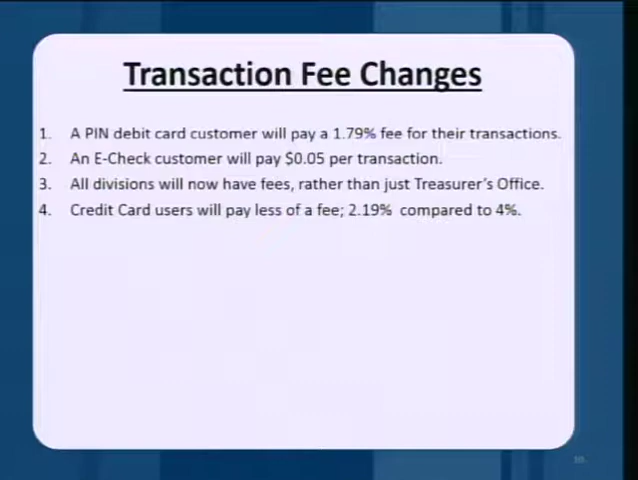 Transaction Fee Changes
1. A PIN debit card customer will pay a 1.79% fee for their transactions.
2. An E-Check customer will pay $0.05 per transaction.
3. All divisions will now have fees, rather than just Treasurer's Office.
4. Credit Card users will pay less of a fee; 2.19% compared to 4%.